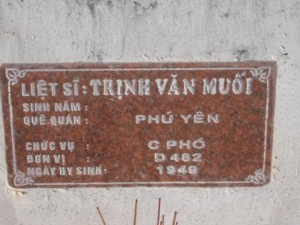 LIỆT SĨ: TRỊNH VĂN MUỐI
SINH NĂM :
QUÊ QUÁN : PHÚ YÊN
CHỨC VỤ : C PHÓ
ĐƠN VỊ : D 482
NGÀY HY SINH: 1948